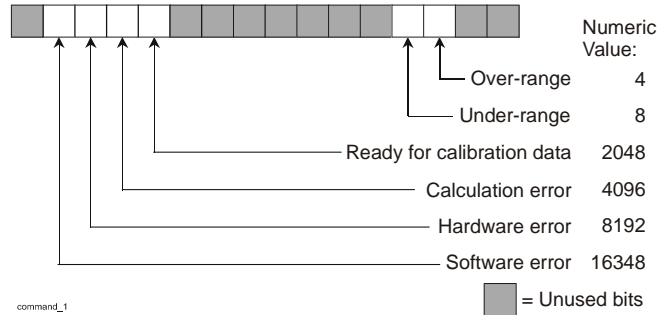 Numeric
Value:
Over-range 4
Under-range 8
Ready for calibration data 2048
Calculation error 4096
Hardware error 8192
Software error 16348
command_1
= Unused bits